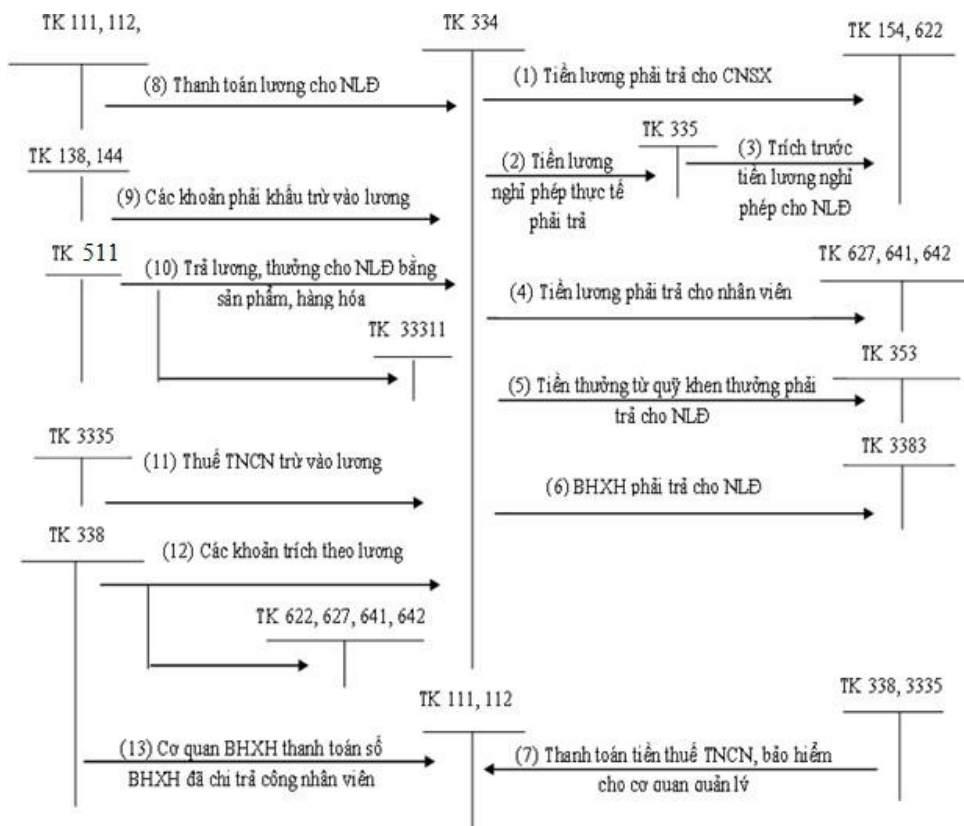 TK 111, 112,
TK 334
TK 154, 622
(8) Thanh toán lương cho NLĐ
(1) Tiền lương phải trả cho CNSX
TK 138, 144
TK 335
(2) Tiền lương
nghỉ phép thực tế
phải trả
(3) Trích trước
tiền lương nghỉ
phép cho NLĐ
(9) Các khoản phải khấu trừ vào lương
TK 511
(10) Trả lương, thưởng cho NLĐ bằng
sản phẩm, hàng hóa
TK 627, 641, 642
(4) Tiền lương phải trả cho nhân viên
TK 33311
TK 353
(5) Tiền thưởng từ quỹ khen thưởng phải
trả cho NLĐ
TK 3335
(11) Thuế TNCN trừ vào lương
TK 3383
(6) BHXH phải trả cho NLĐ
TK 338
(12) Các khoản trích theo lương
TK 622, 627, 641, 642
TK 111, 112
TK 338, 3335
(13) Cơ quan BHXH thanh toán số
BHXH đã chi trả công nhân viên
(7) Thanh toán tiền thuế TNCN, bảo hiểm
cho cơ quan quản lý